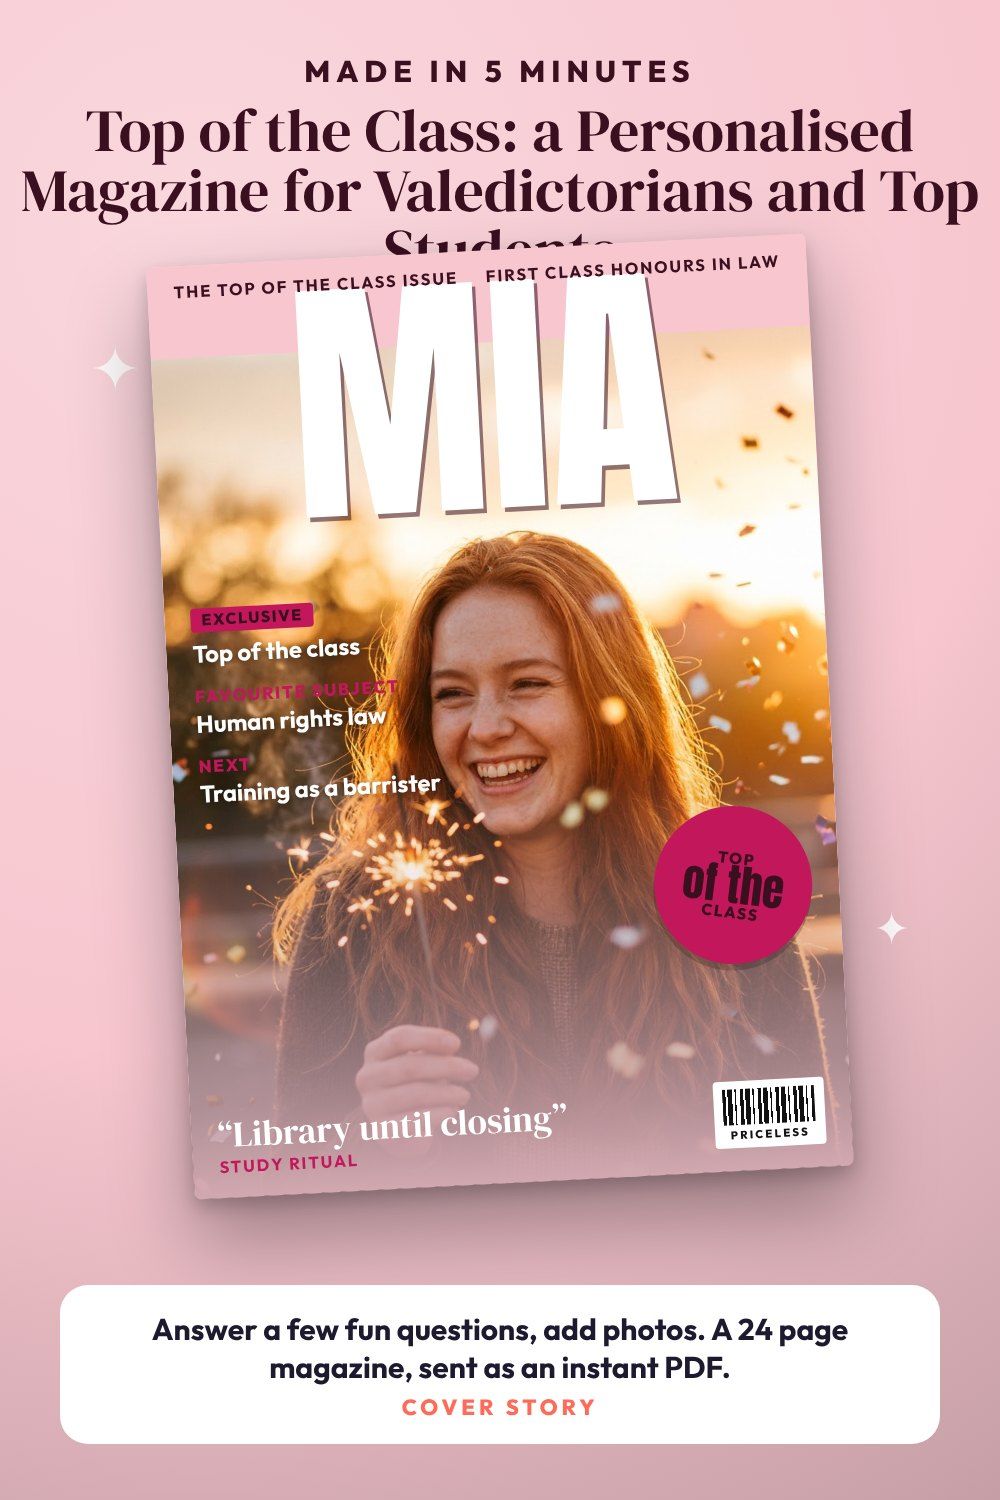 MADE IN 5 MINUTES
Top of the Class: a Personalised
Magazine for Valedictorians and Top
Students
THE TOP OF THE CLASS ISSUE
FIRST CLASS HONOURS IN LAW
MIA
EXCLUSIVE
Top of the class
FAVOURITE SUBJECT
Human rights law
NEXT
Training as a barrister
TOP
of the
CLASS
“Library until closing”
STUDY RITUAL
PRICELESS
Answer a few fun questions, add photos. A 24 page
magazine, sent as an instant PDF.
COVER STORY